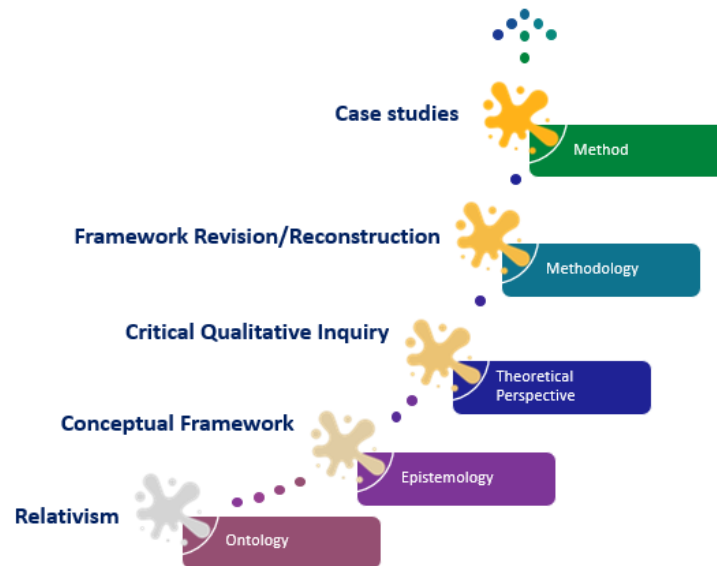 Case studies
Method
Framework Revision/Reconstruction
Methodology
Critical Qualitative Inquiry
Theoretical
Perspective
Conceptual Framework
Epistemology
Relativism
Ontology